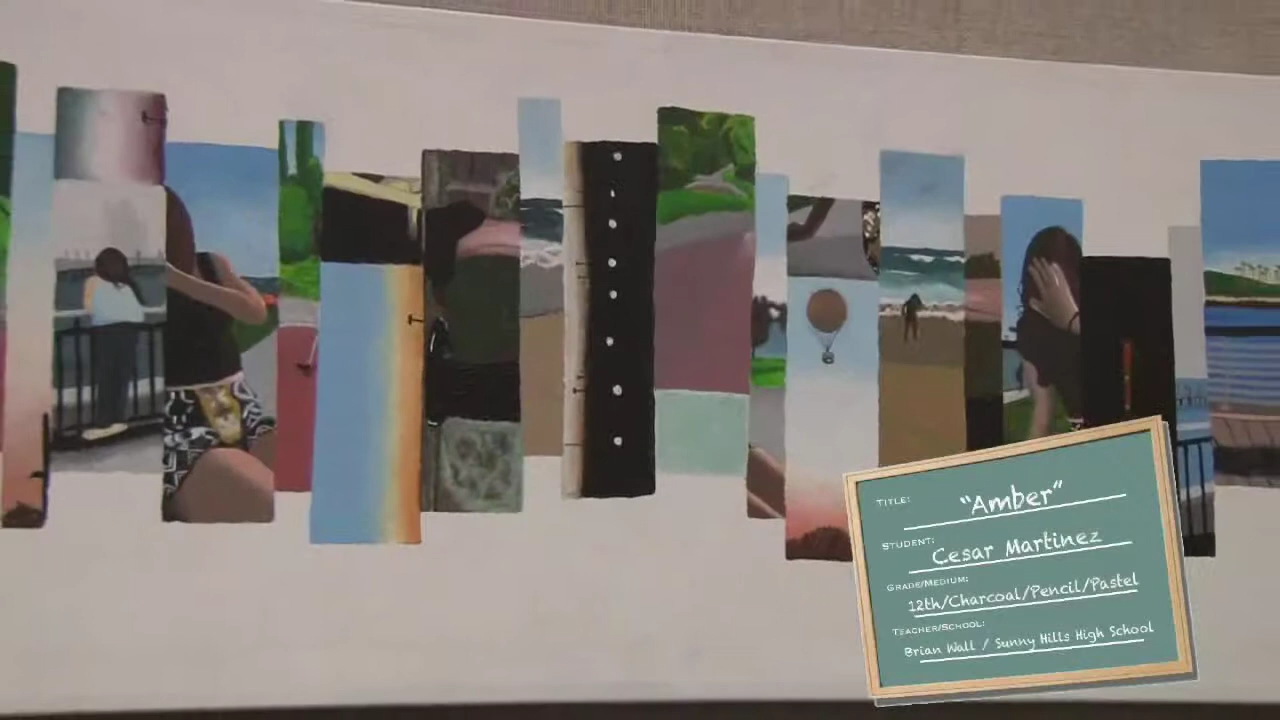 TITLE: "Amber"
STUDENT: Cesar Martinez
GRADE/MEDIUM:
12th/Charcoal/Pencil/Pastel
TEACHER/SCHOOL:
Brian Wall / Sunny Hills High School